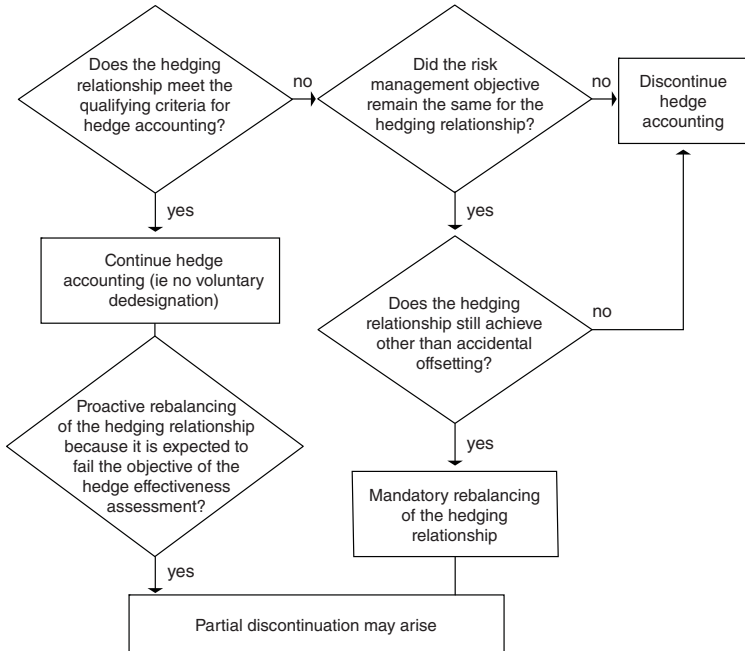 Does the hedging
relationship meet the
qualifying criteria for
hedge accounting?
no
Did the risk
management objective
remain the same for the
hedging relationship?
no
Discontinue
hedge
accounting
yes
yes
Continue hedge
accounting (ie no voluntary
dedesignation)
Does the hedging
relationship still achieve
other than accidental
offsetting?
no
Proactive rebalancing
of the hedging relationship
because it is expected to
fail the objective of the
hedge effectiveness
assessment?
yes
Mandatory rebalancing
of the hedging
relationship
yes
Partial discontinuation may arise